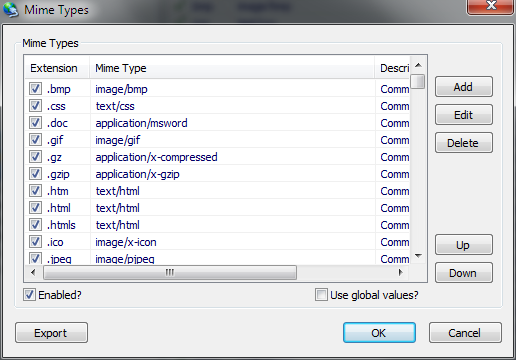 Mime Types
Mime Types
Extension Mime Type Descri
.bmp image/bmp Comm
.css text/css Comm
.doc application/msword Comm
.gif image/gif Comm
.gz application/x-compressed Comm
.gzip application/x-gzip Comm
.htm text/html Comm
.html text/html Comm
.htmls text/html Comm
.ico image/x-icon Comm
.jpeg image/pjpeg Comm
Add
Edit
Delete
Up
Down
Enabled? Use global values?
Export OK Cancel